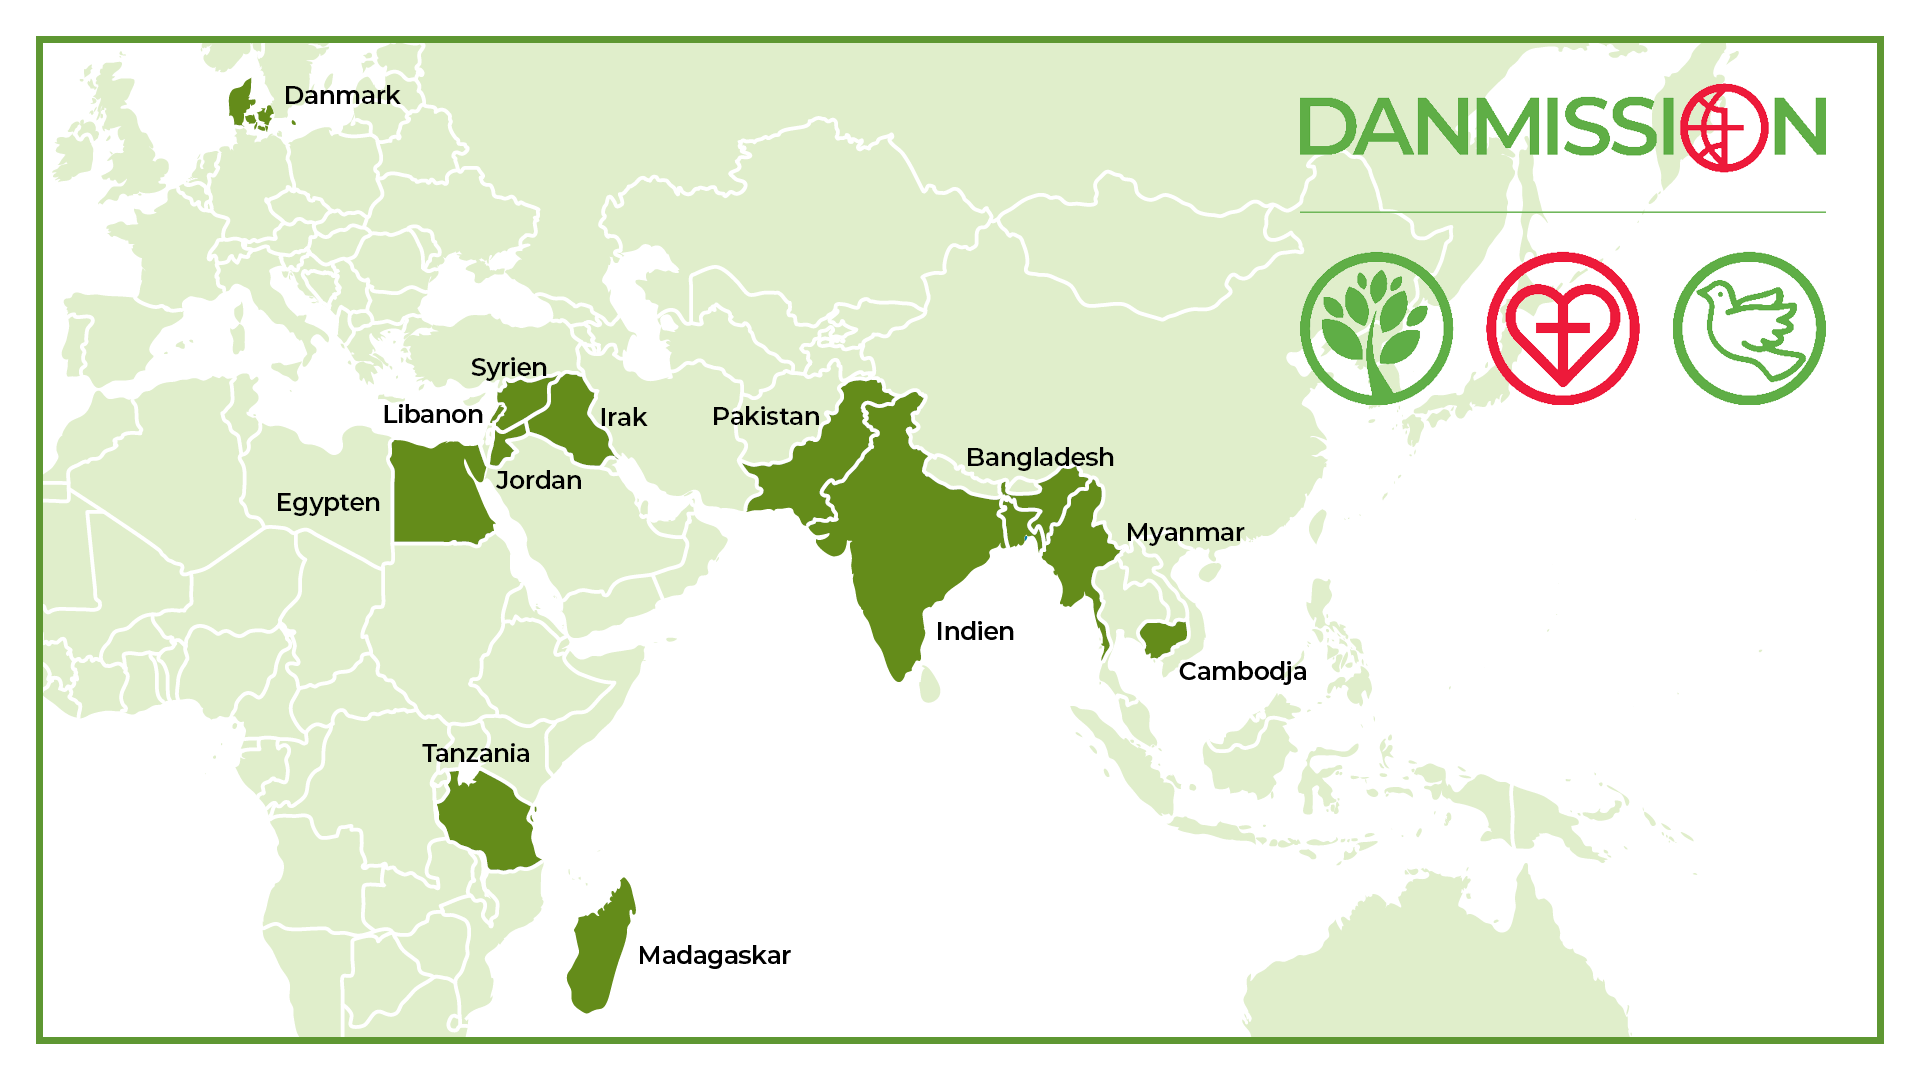 Danmark
DANMISSION
Syrien
Libanon
Irak
Pakistan
Bangladesh
Jordan
Egypten
Myanmar
Indien
Cambodja
Tanzania
Madagaskar